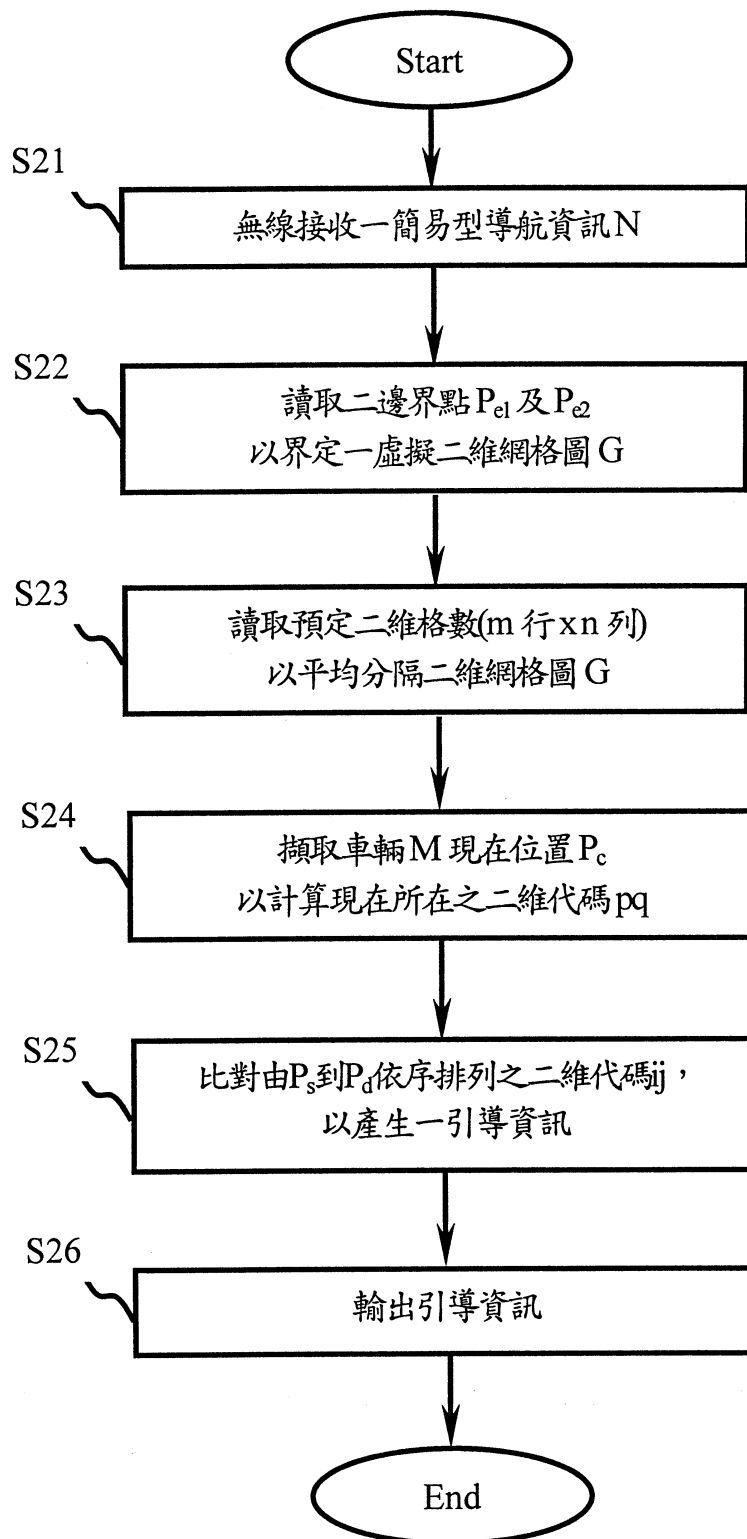 Start
S21
無線接收一簡易型導航資訊N
S22
讀取二邊界點Pe1及Pe2
以界定一虛擬二維網格圖G
S23
讀取預定二維格數(m行xn列)
以平均分隔二維網格圖G
S24
擷取車輛M現在位置Pc
以計算現在所在之二維代碼pq
S25
比對由Ps到Pd依序排列之二維代碼ij，
以產生一引導資訊
S26
輸出引導資訊
End